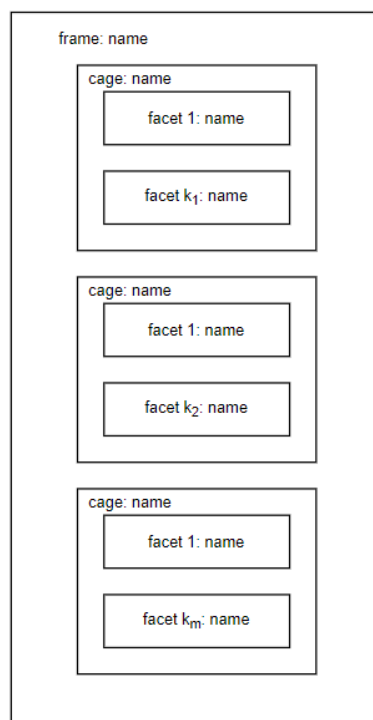 frame: name
cage: name
facet 1: name
facet k₁: name
cage: name
facet 1: name
facet k₂: name
cage: name
facet 1: name
facet kₘ: name